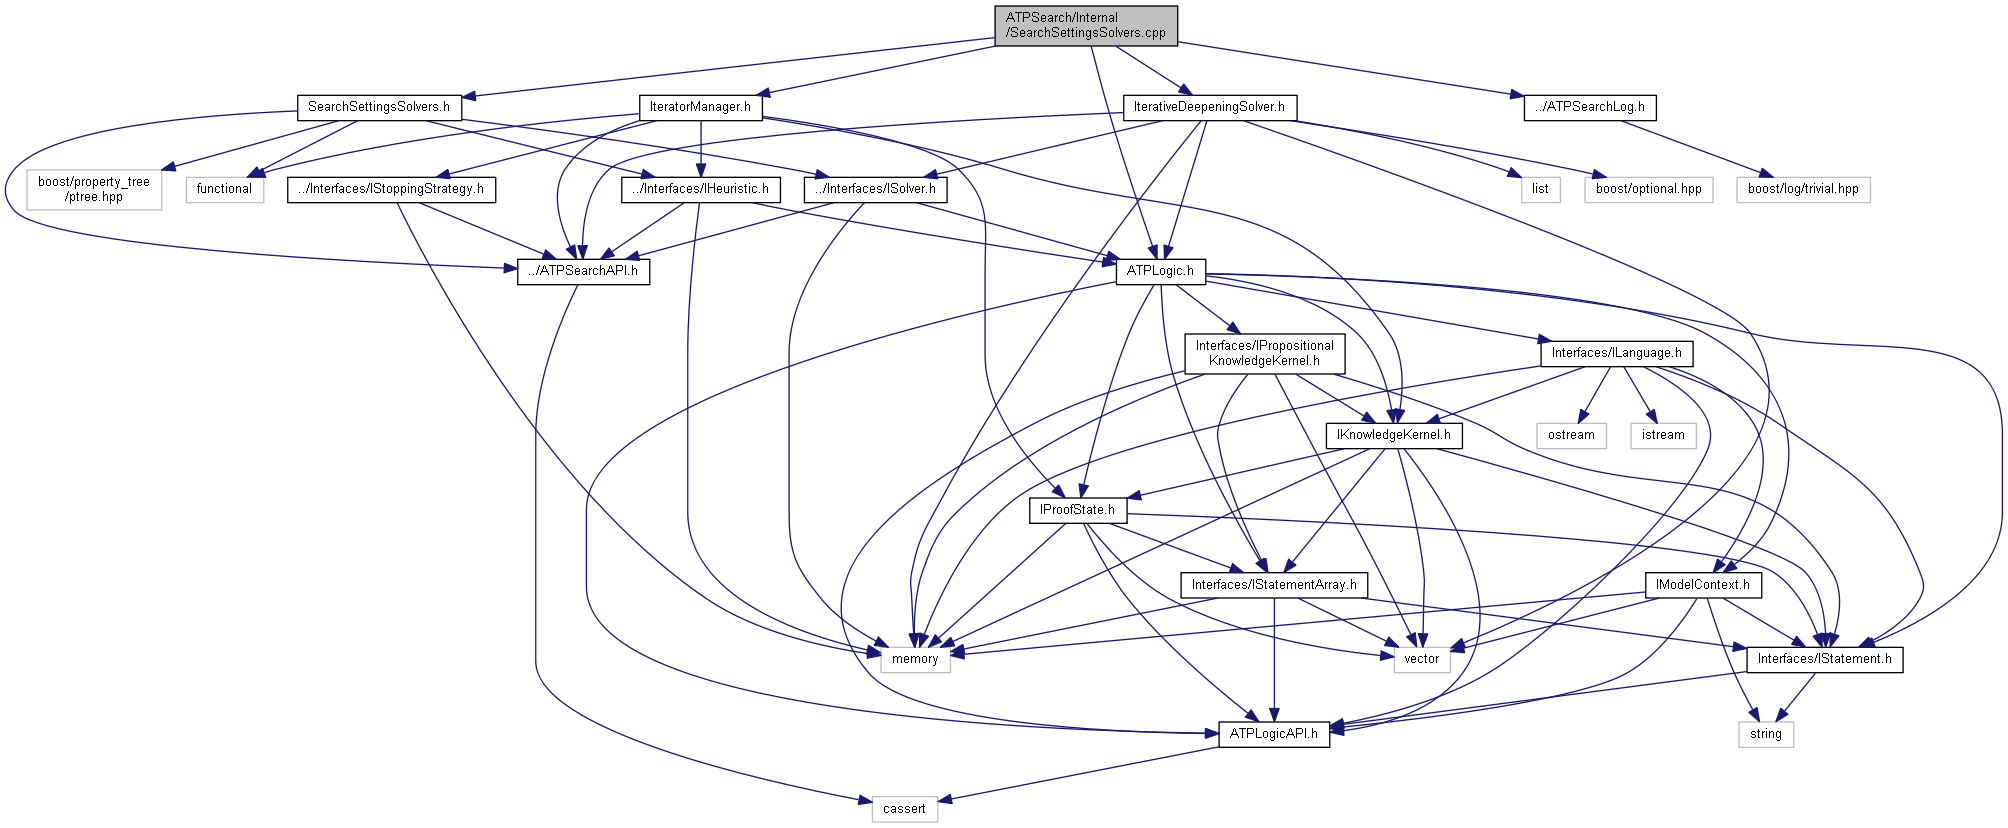 ATPSearch/Internal
/SearchSettingsSolvers.cpp
SearchSettingsSolvers.h
IteratorManager.h
IterativeDeepeningSolver.h
../ATPSearchLog.h
boost/property_tree
/ptree.hpp
functional
../Interfaces/IStoppingStrategy.h
../Interfaces/IHeuristic.h
../Interfaces/ISolver.h
list
boost/optional.hpp
boost/log/trivial.hpp
../ATPSearchAPI.h
ATPLogic.h
Interfaces/IPropositional
KnowledgeKernel.h
Interfaces/ILanguage.h
IKnowledgeKernel.h
ostream
istream
IProofState.h
Interfaces/IStatementArray.h
IModelContext.h
memory
vector
Interfaces/IStatement.h
ATPLogicAPI.h
string
cassert